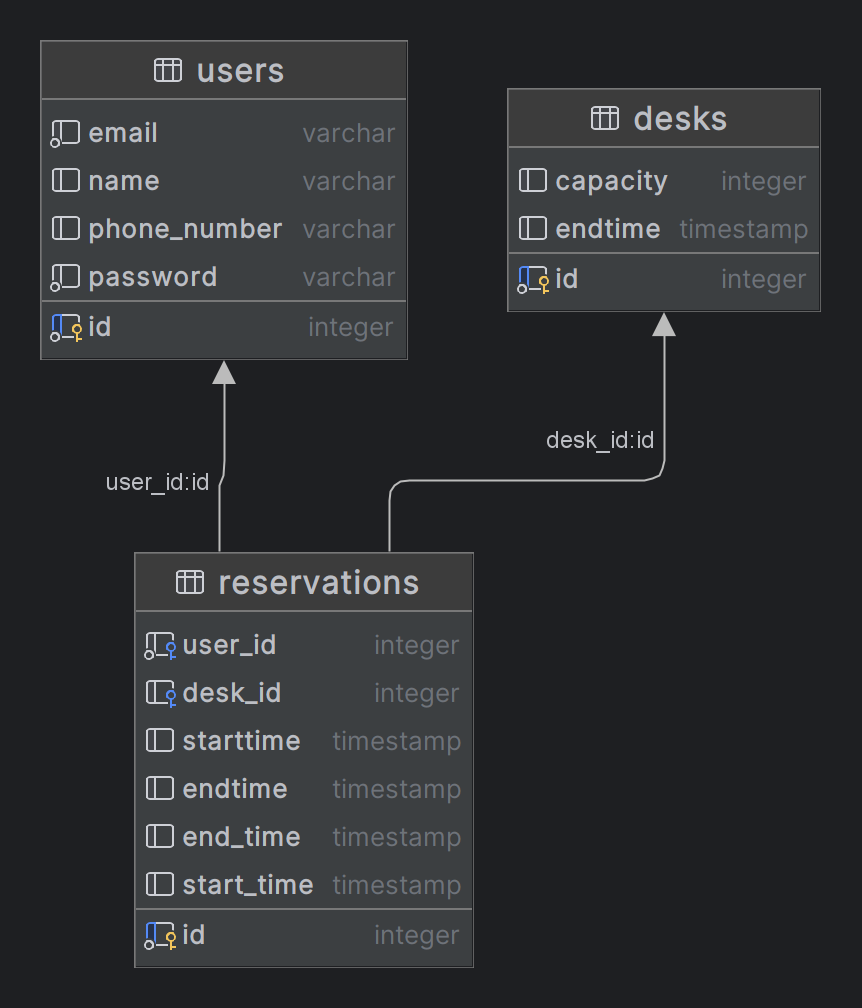 users
email varchar
name varchar
phone_number varchar
password varchar
id integer
desks
capacity integer
endtime timestamp
id integer
user_id:id
desk_id:id
reservations
user_id integer
desk_id integer
starttime timestamp
endtime timestamp
end_time timestamp
start_time timestamp
id integer